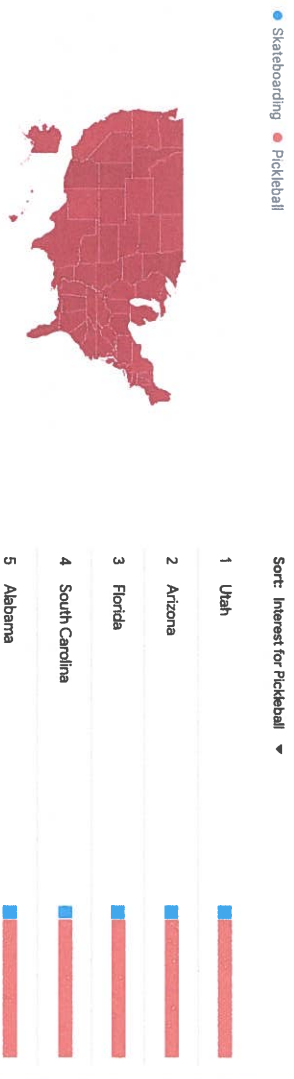 Skateboarding Pickleball
Sort: Interest for Pickleball
1 Utah
2 Arizona
3 Florida
4 South Carolina
5 Alabama